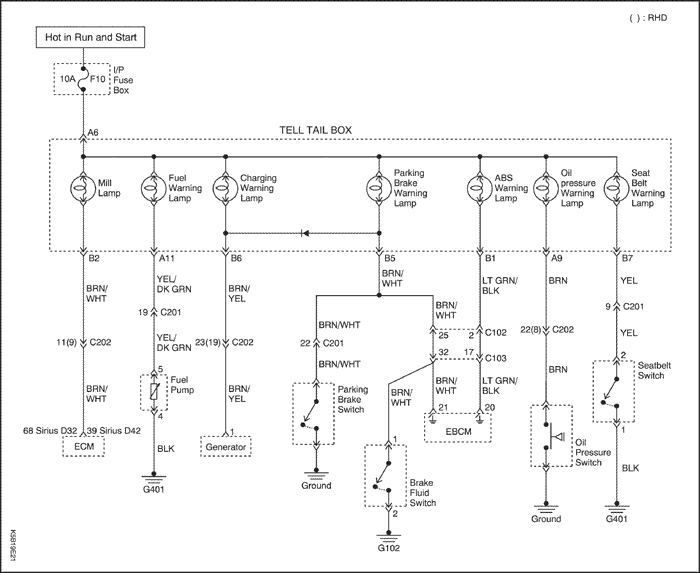 ( ) : RHD
Hot in Run and Start
10A F10
I/P
Fuse
Box
A6
TELL TAIL BOX
Mill
Lamp
Fuel
Warning
Lamp
Charging
Warning
Lamp
Parking
Brake
Warning
Lamp
ABS
Warning
Lamp
Oil
pressure
Warning
Lamp
Seat
Belt
Warning
Lamp
B2
A11
B6
B5
B1
A9
B7
BRN/
WHT
YEL/
DK GRN
BRN/
YEL
BRN/
WHT
LT GRN/
BLK
BRN
YEL
19 C201
9 C201
BRN/WHT
BRN/
WHT
11(9) C202
YEL/
DK GRN
23(19) C202
22 C201
25 2 C102
22(8) C202
YEL
32 17 C103
BRN/WHT
BRN/
WHT
5
Fuel
Pump
4
BRN/
YEL
Parking
Brake
Switch
BRN/
WHT
BRN/
WHT
LT GRN/
BLK
BRN
2
Seatbelt
Switch
1
68 Sirius D32 39 Sirius D42
ECM
BLK
G401
1
Generator
Ground
21 20
EBCM
1
Brake
Fluid
Switch
2
G102
Oil
Pressure
Switch
Ground
BLK
G401
K5B19E21